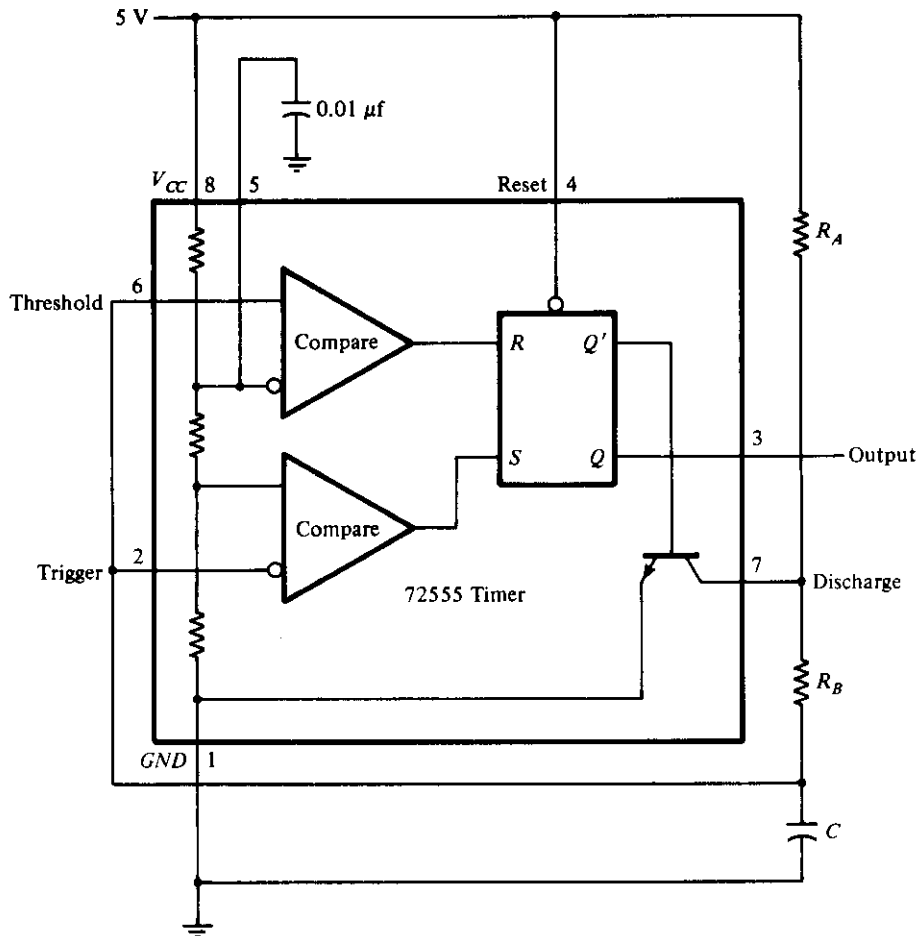 5 V
0.01 μf
V_CC 8 5 Reset 4
R_A
6
Threshold
Compare
R Q'
3
S Q Output
Compare
2
Trigger
7
72555 Timer Discharge
R_B
GND 1
C